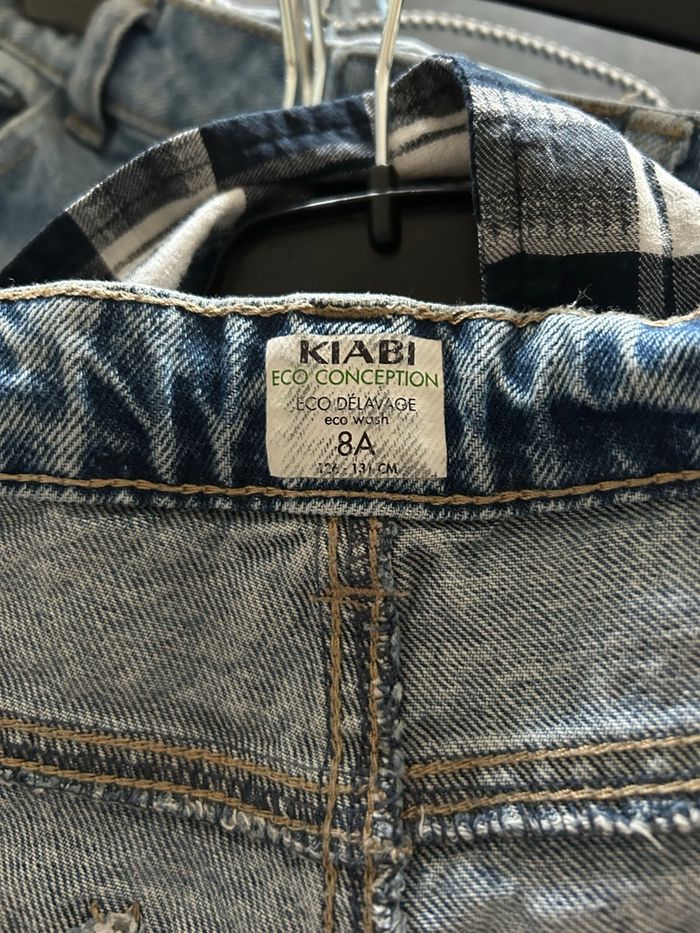 KIABI
ECO CONCEPTION
ECO DÉLAVAGE
eco wash
8A
126 - 131 CM